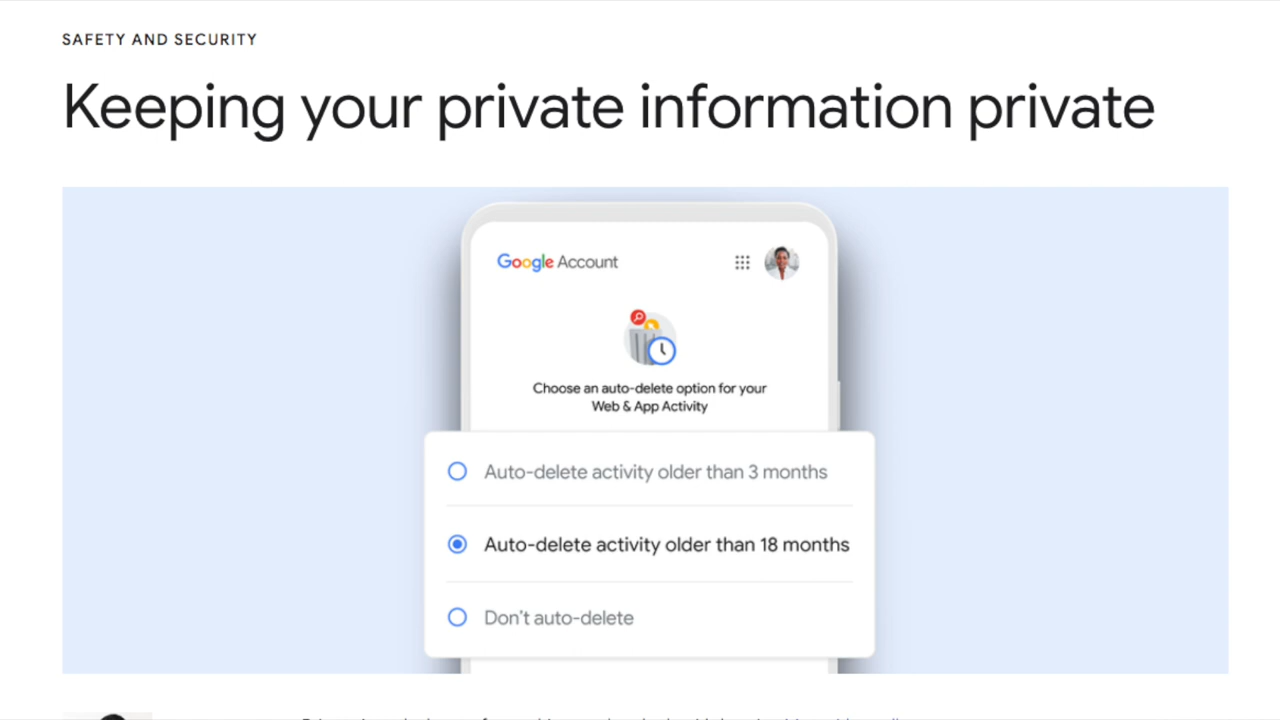 SAFETY AND SECURITY
Keeping your private information private
Google Account
Choose an auto-delete option for your
Web & App Activity
Auto-delete activity older than 3 months
Auto-delete activity older than 18 months
Don't auto-delete